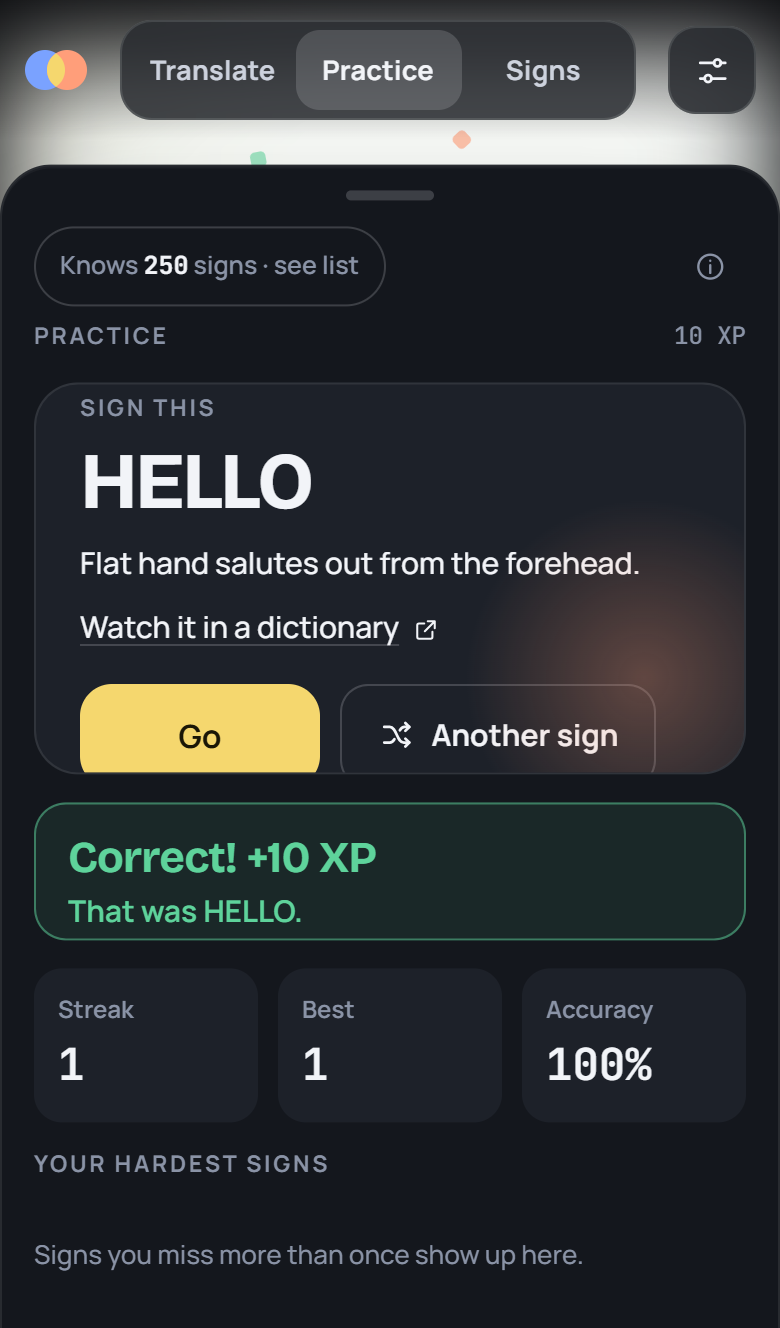 Translate Practice Signs
Knows 250 signs · see list
PRACTICE 10 XP
SIGN THIS
HELLO
Flat hand salutes out from the forehead.
Watch it in a dictionary
Go Another sign
Correct! +10 XP
That was HELLO.
Streak Best Accuracy
1 1 100%
YOUR HARDEST SIGNS
Signs you miss more than once show up here.